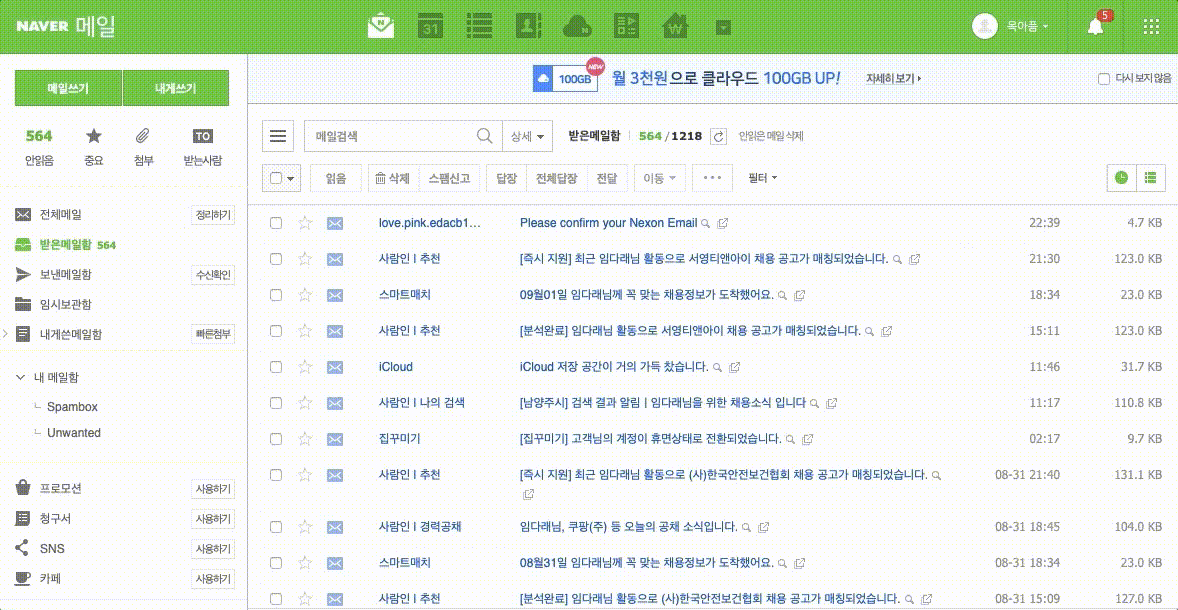 NAVER 메일
31
N
W
옥아품
5
메일쓰기
내게쓰기
100GB
NEW
월 3천원으로 클라우드 100GB UP!
자세히 보기
다시 보지 않음
564
안읽음
중요
첨부
TO
받는사람
메일검색
상세
받은메일함
564 / 1218
안읽은 메일 삭제
읽음
삭제
스팸신고
답장
전체답장
전달
이동
필터
전체메일
정리하기
받은메일함 564
보낸메일함
수신확인
임시보관함
내게쓴메일함
빠른첨부
내 메일함
Spambox
Unwanted
프로모션
사용하기
청구서
사용하기
SNS
사용하기
카페
사용하기
love.pink.edacb1... Please confirm your Nexon Email 22:39 4.7 KB
사람인 | 추천 [즉시 지원] 최근 임다래님 활동으로 서영티앤아이 채용 공고가 매칭되었습니다. 21:30 123.0 KB
스마트매치 09월01일 임다래님께 꼭 맞는 채용정보가 도착했어요. 18:34 23.0 KB
사람인 | 추천 [분석완료] 임다래님 활동으로 서영티앤아이 채용 공고가 매칭되었습니다. 15:11 123.0 KB
iCloud iCloud 저장 공간이 거의 가득 찼습니다. 11:46 31.7 KB
사람인 | 나의 검색 [남양주시] 검색 결과 알림 | 임다래님을 위한 채용소식 입니다 11:17 110.8 KB
집꾸미기 [집꾸미기] 고객님의 계정이 휴면상태로 전환되었습니다. 02:17 9.7 KB
사람인 | 추천 [즉시 지원] 최근 임다래님 활동으로 (사)한국안전보건협회 채용 공고가 매칭되었습니다. 08-31 21:40 131.1 KB
사람인 | 경력공채 임다래님, 쿠팡(주) 등 오늘의 공채 소식입니다. 08-31 18:45 104.0 KB
스마트매치 08월31일 임다래님께 꼭 맞는 채용정보가 도착했어요. 08-31 18:34 23.0 KB
사람인 | 추천 [분석완료] 임다래님 활동으로 (사)한국안전보건협회 채용 공고가 매칭되었습니다. 08-31 15:09 127.0 KB